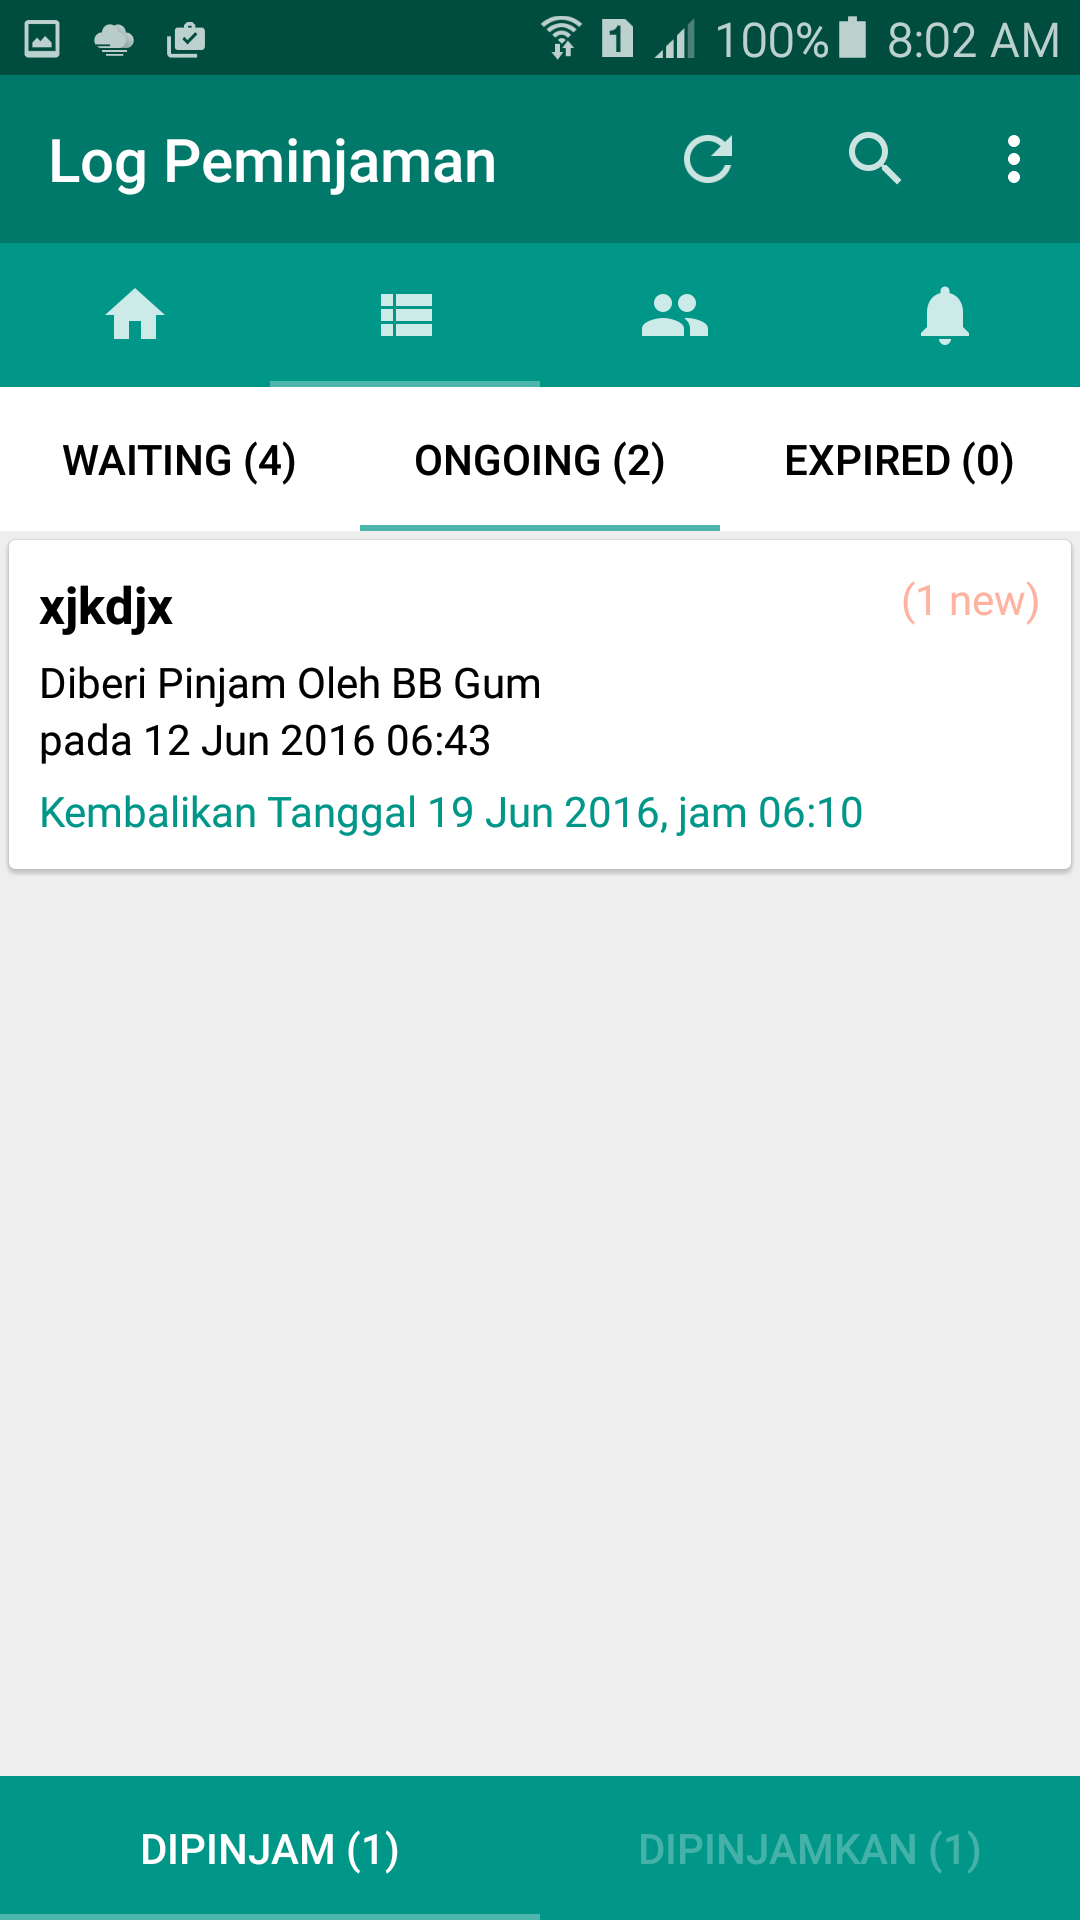 100% 8:02 AM
Log Peminjaman
WAITING (4) ONGOING (2) EXPIRED (0)
xjkdjx (1 new)
Diberi Pinjam Oleh BB Gum
pada 12 Jun 2016 06:43
Kembalikan Tanggal 19 Jun 2016, jam 06:10
DIPINJAM (1) DIPINJAMKAN (1)